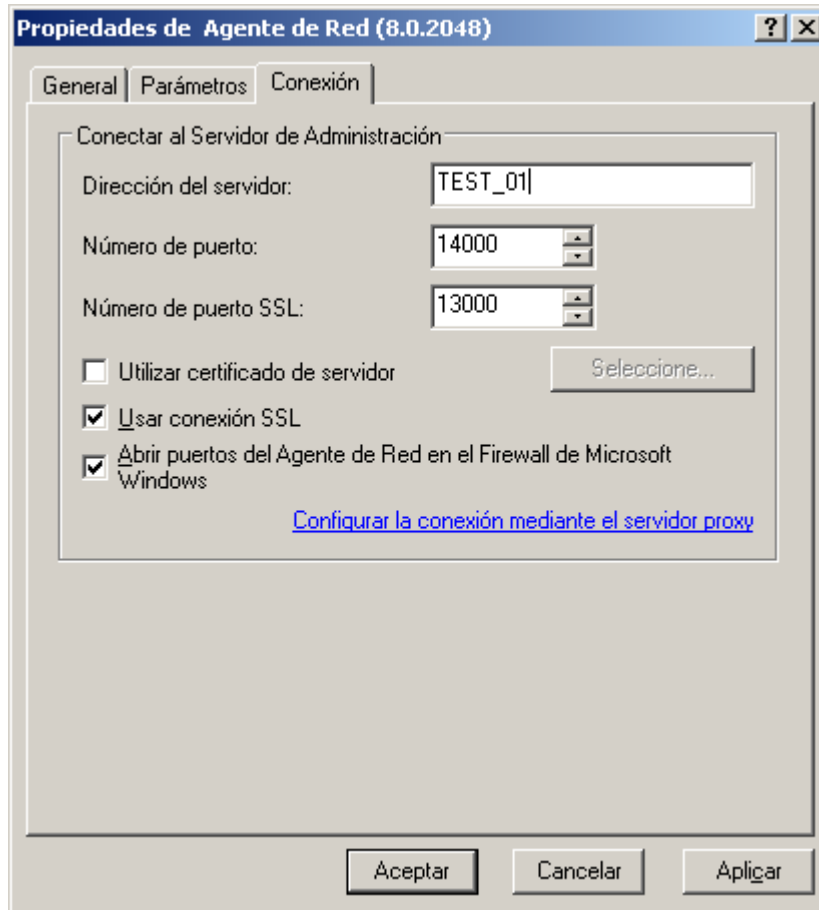 Propiedades de Agente de Red (8.0.2048)
General Parámetros Conexión
Conectar al Servidor de Administración
Dirección del servidor: TEST_01
Número de puerto: 14000
Número de puerto SSL: 13000
Utilizar certificado de servidor Seleccione...
Usar conexión SSL
Abrir puertos del Agente de Red en el Firewall de Microsoft
Windows
Configurar la conexión mediante el servidor proxy
Aceptar Cancelar Aplicar